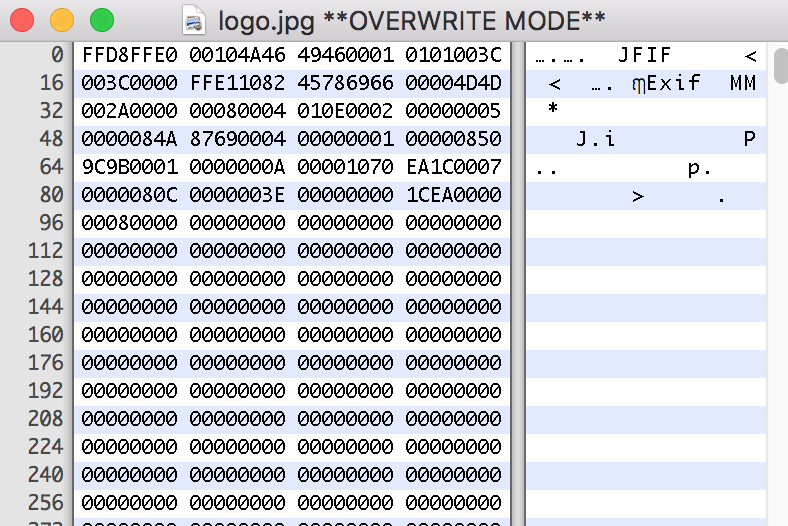 logo.jpg **OVERWRITE MODE**
0 FFD8FFE0 00104A46 49460001 0101003C ….… JFIF <
16 003C0000 FFE11082 45786966 00004D4D < …. Exif MM
32 002A0000 00080004 010E0002 00000005 *
48 0000084A 87690004 00000001 00000850 J.i P
64 9C9B0001 0000000A 00001070 EA1C0007 .. p.
80 0000080C 0000003E 00000000 1CEA0000 > .
96 00080000 00000000 00000000 00000000
112 00000000 00000000 00000000 00000000
128 00000000 00000000 00000000 00000000
144 00000000 00000000 00000000 00000000
160 00000000 00000000 00000000 00000000
176 00000000 00000000 00000000 00000000
192 00000000 00000000 00000000 00000000
208 00000000 00000000 00000000 00000000
224 00000000 00000000 00000000 00000000
240 00000000 00000000 00000000 00000000
256 00000000 00000000 00000000 00000000